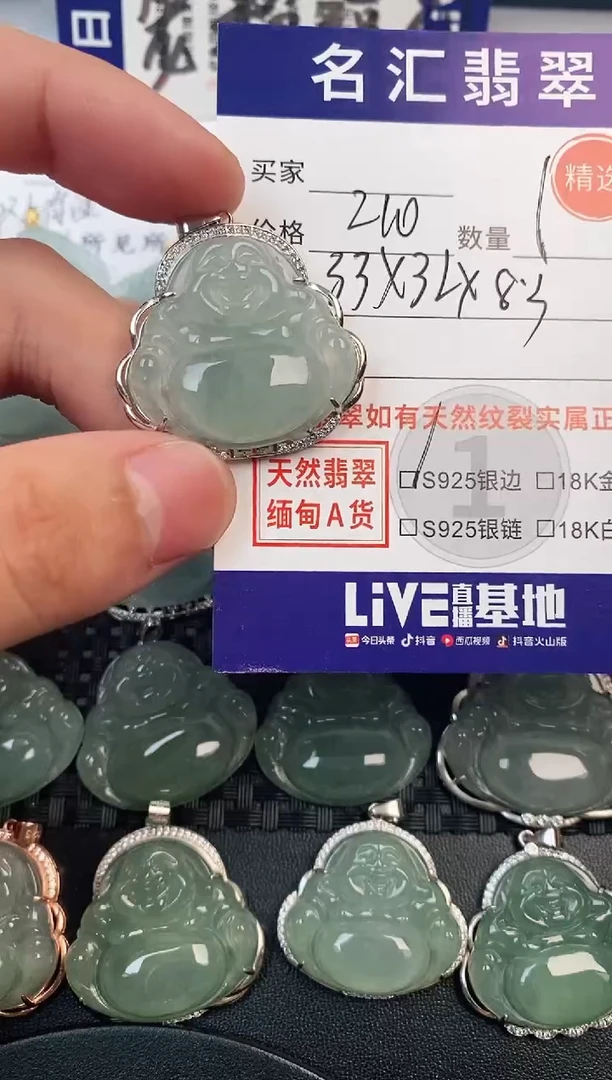 日
名汇翡翠
精选
买家
价格 210 数量 1
33X32X8.3
翠如有天然纹裂实属正
天然翡翠
缅甸A货
1
□S925银边 □18K金
□S925银链 □18K白
LiVE直播基地
今日头条 抖音 西瓜视频 抖音火山版